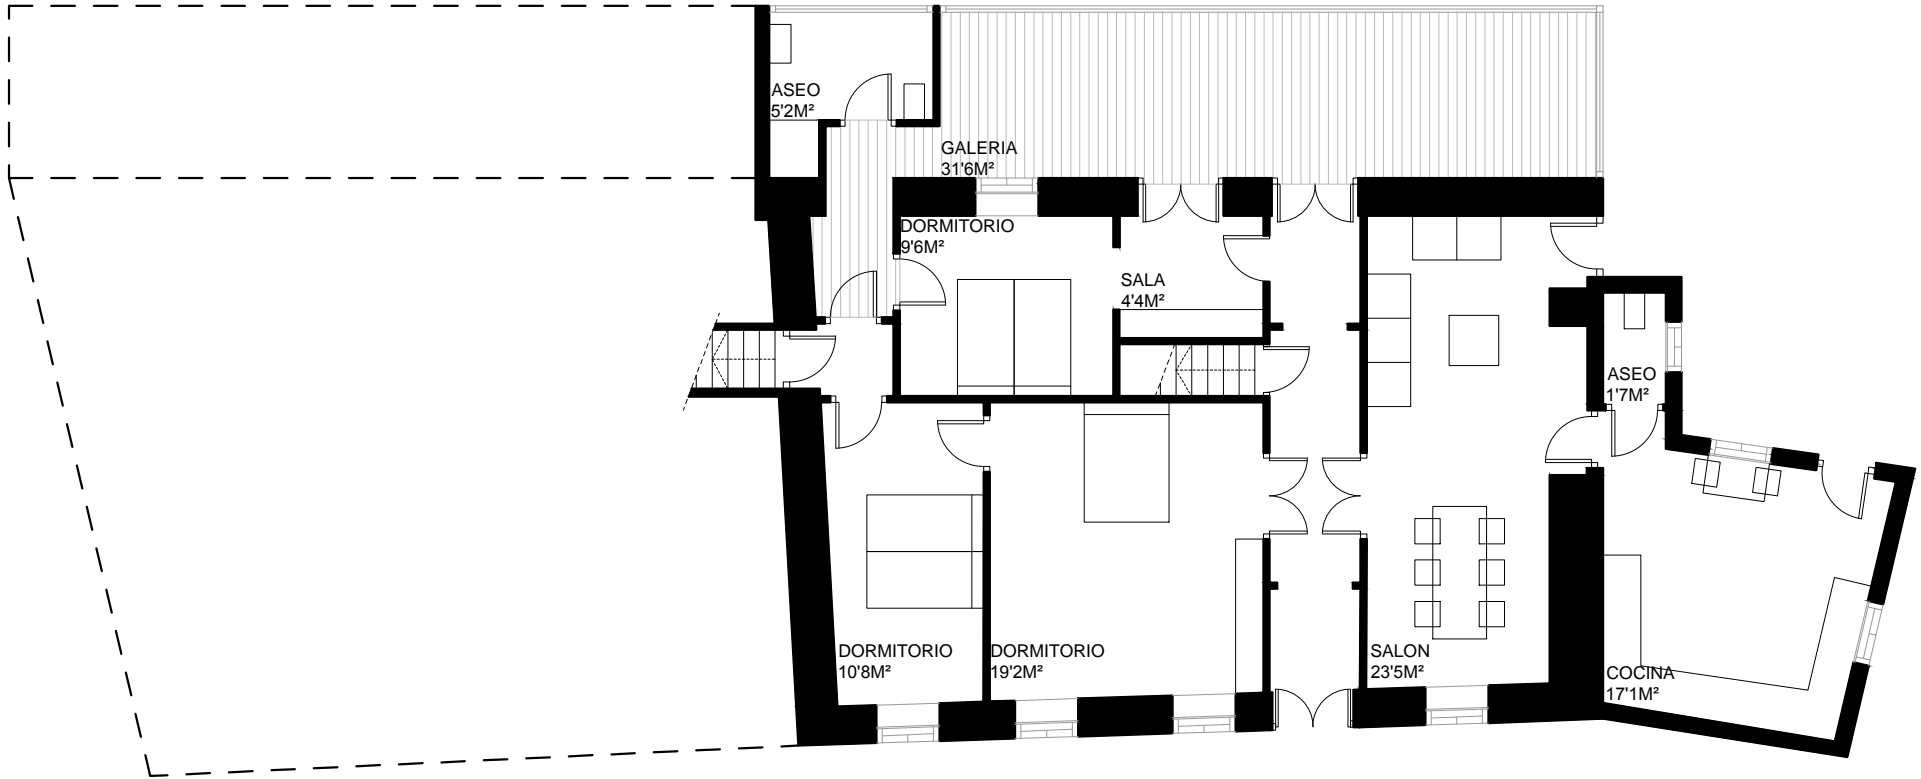 ASEO
5'2M²
GALERIA
31'6M²
DORMITORIO
9'6M²
SALA
4'4M²
ASEO
1'7M²
DORMITORIO
10'8M²
DORMITORIO
19'2M²
SALON
23'5M²
COCINA
17'1M²